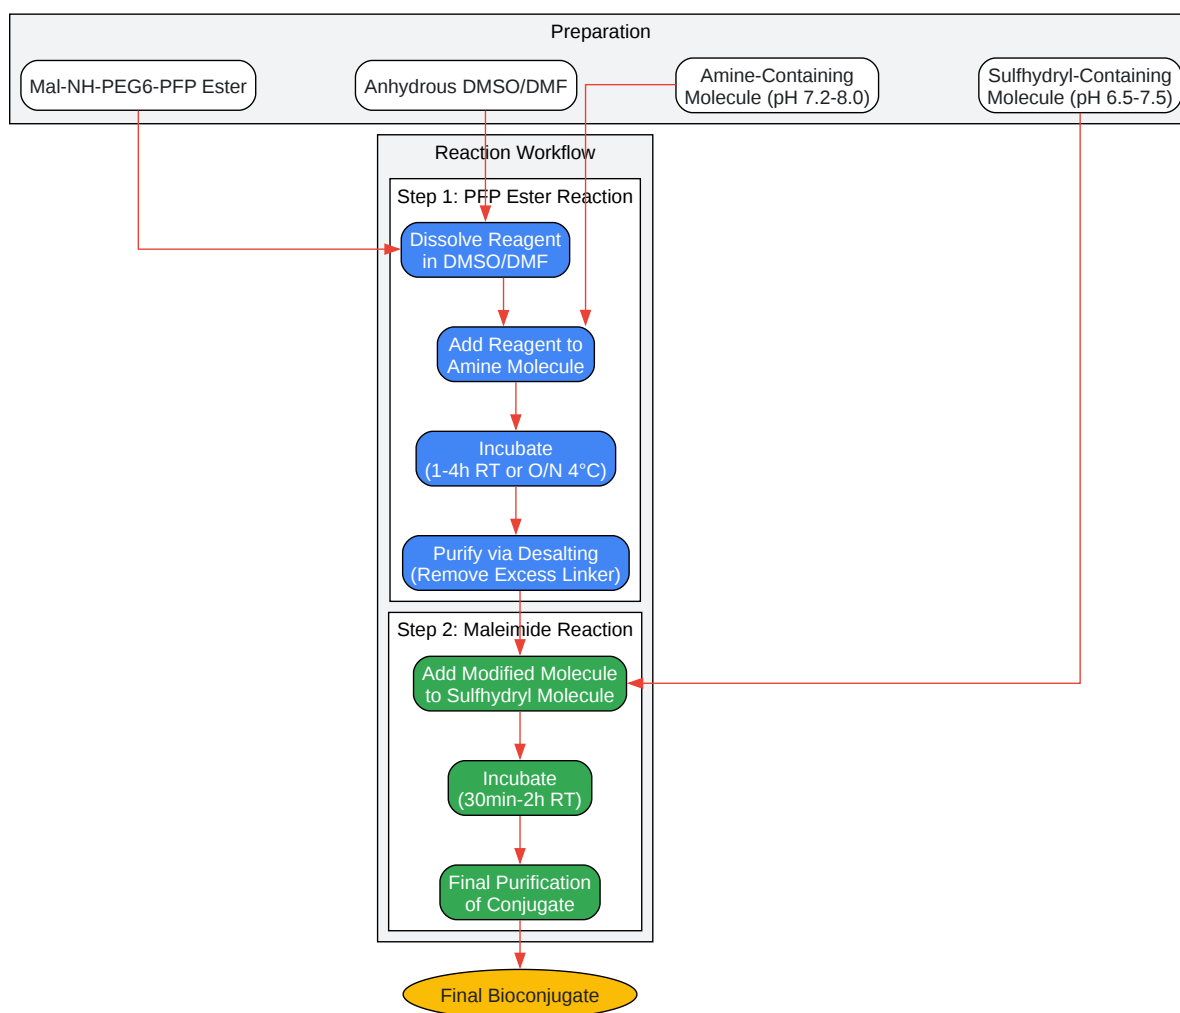 Preparation
Mal-NH-PEG6-PFP Ester
Anhydrous DMSO/DMF
Amine-Containing
Molecule (pH 7.2-8.0)
Sulfhydryl-Containing
Molecule (pH 6.5-7.5)
Reaction Workflow
Step 1: PFP Ester Reaction
Dissolve Reagent
in DMSO/DMF
Add Reagent to
Amine Molecule
Incubate
(1-4h RT or O/N 4°C)
Purify via Desalting
(Remove Excess Linker)
Step 2: Maleimide Reaction
Add Modified Molecule
to Sulfhydryl Molecule
Incubate
(30min-2h RT)
Final Purification
of Conjugate
Final Bioconjugate